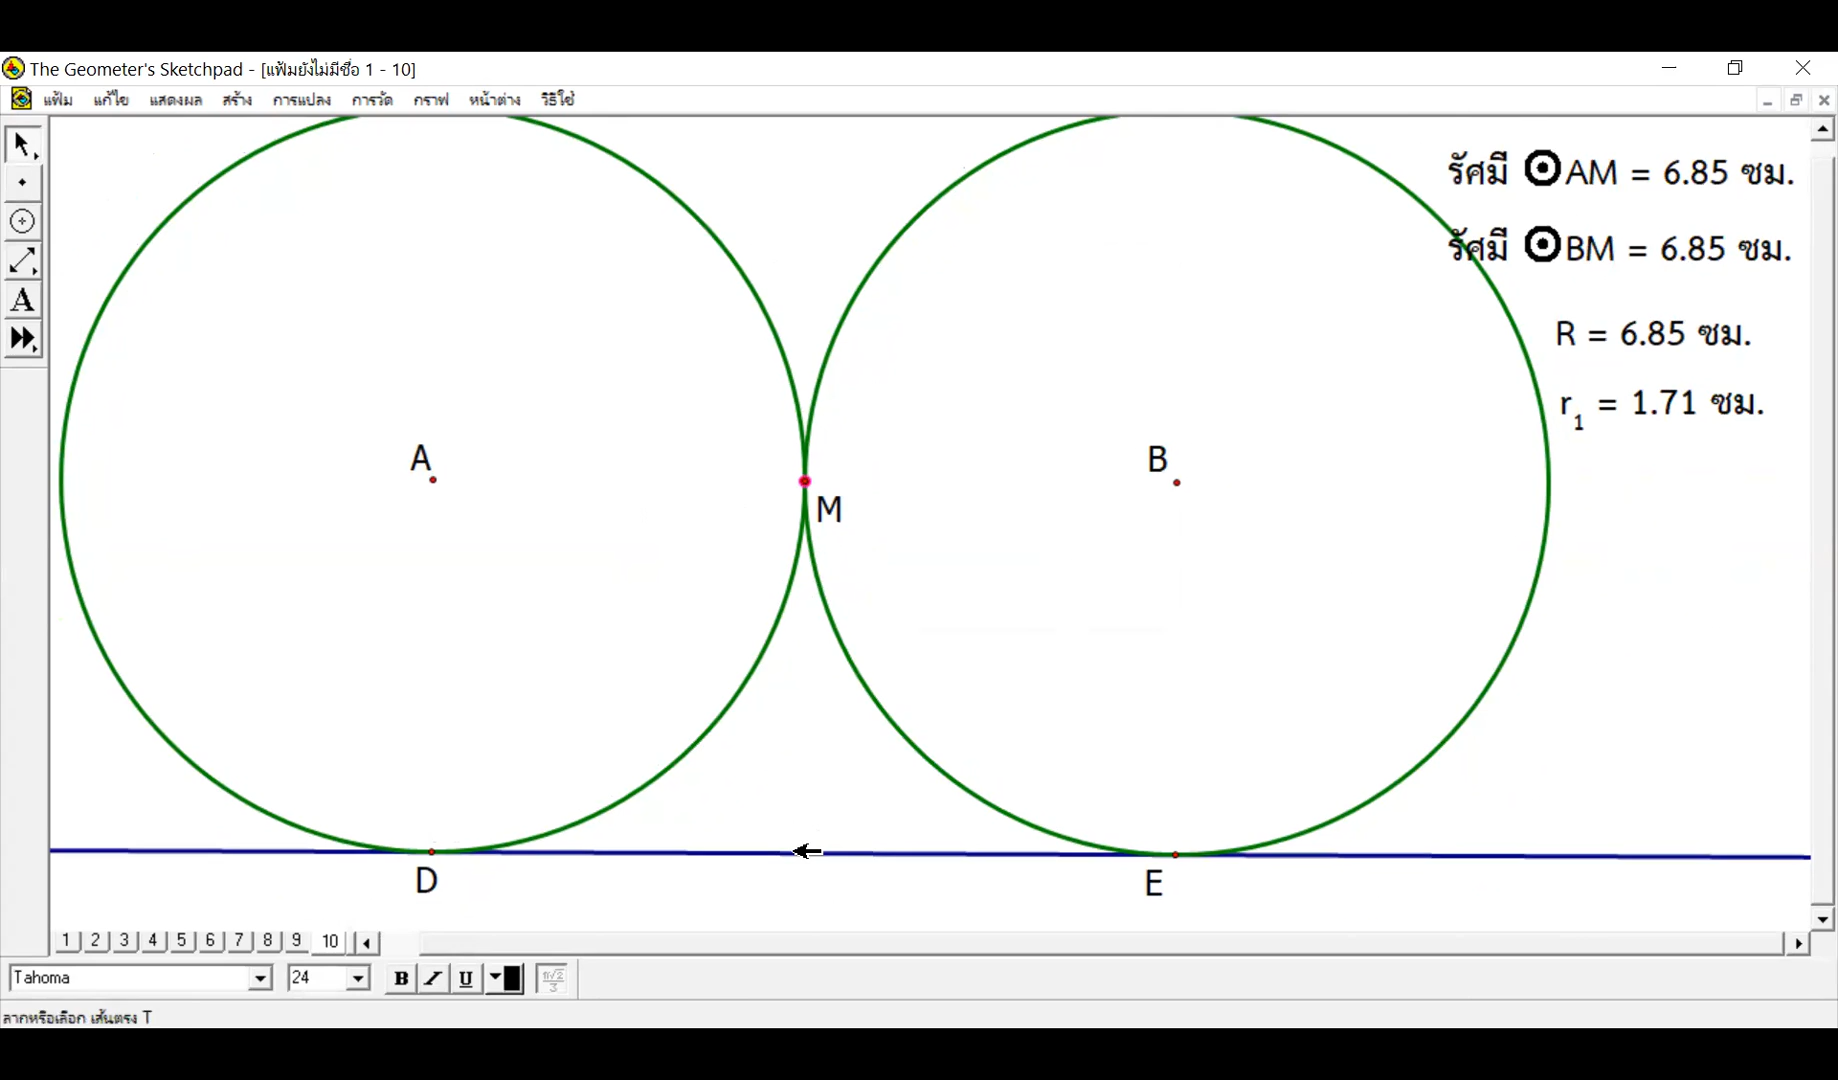 The Geometer's Sketchpad - [แฟ้มยังไม่มีชื่อ 1 - 10]
แฟ้ม แก้ไข แสดงผล สร้าง การแปลง การวัด กราฟ หน้าต่าง วิธีใช้
รัศมี ⊙AM = 6.85 ซม.
รัศมี ⊙BM = 6.85 ซม.
R = 6.85 ซม.
r1 = 1.71 ซม.
A
B
M
D
E
A
1 2 3 4 5 6 7 8 9 10
Tahoma 24 B I U
ลากหรือเลือก เส้นตรง T